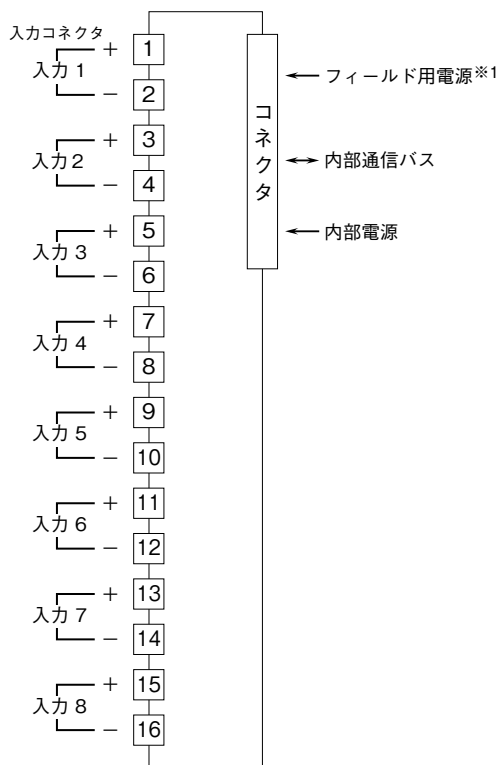 入力コネクタ
+ 1
入力 1
− 2
+ 3
入力 2
− 4
+ 5
入力 3
− 6
+ 7
入力 4
− 8
+ 9
入力 5
− 10
+ 11
入力 6
− 12
+ 13
入力 7
− 14
+ 15
入力 8
− 16
コネクタ
フィールド用電源※1
内部通信バス
内部電源